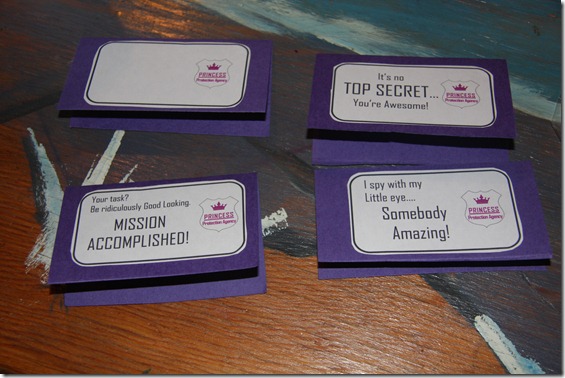 PRINCESS
Protection Agency
It's no
TOP SECRET...
You're Awesome!
PRINCESS
Protection Agency
Your task?
Be ridiculously Good Looking.
MISSION
ACCOMPLISHED!
PRINCESS
Protection Agency
I spy with my
Little eye....
Somebody
Amazing!
PRINCESS
Protection Agency